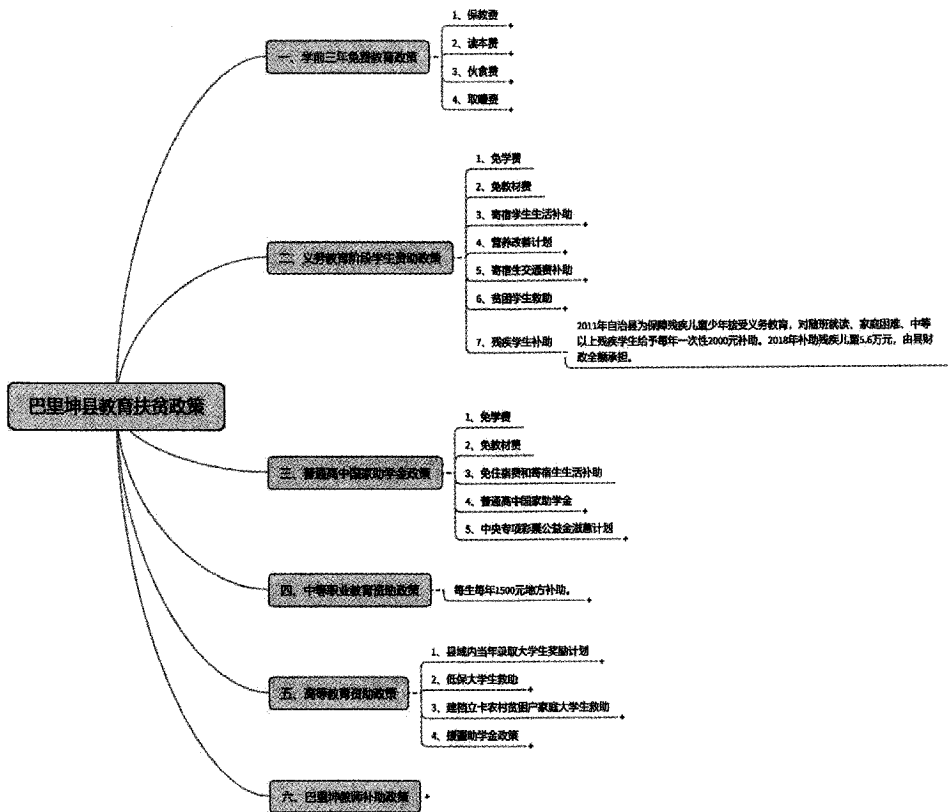 巴里坤县教育扶贫政策
一、学前三年免费教育政策
1、保教费
2、读本费
3、伙食费
4、取暖费
二、义务教育阶段学生资助政策
1、免学费
2、免教材费
3、寄宿学生生活补助
4、营养改善计划
5、寄宿生交通费补助
6、贫困学生救助
7、残疾学生补助
2011年自治县为保障残疾儿童少年接受义务教育，对随班就读、家庭困难、中等
以上残疾学生给予每年一次性2000元补助。2018年补助残疾儿童5.6万元，由县财
政全额承担。
三、普通高中国家助学金政策
1、免学费
2、免教材费
3、免住宿费和寄宿生生活补助
4、普通高中国家助学金
5、中央专项彩票公益金滋蕙计划
四、中等职业教育资助政策
每生每年1500元地方补助。
五、高等教育资助政策
1、县域内当年录取大学生奖励计划
2、低保大学生救助
3、建档立卡农村贫困户家庭大学生救助
4、援疆助学金政策
六、巴里坤教师补助政策